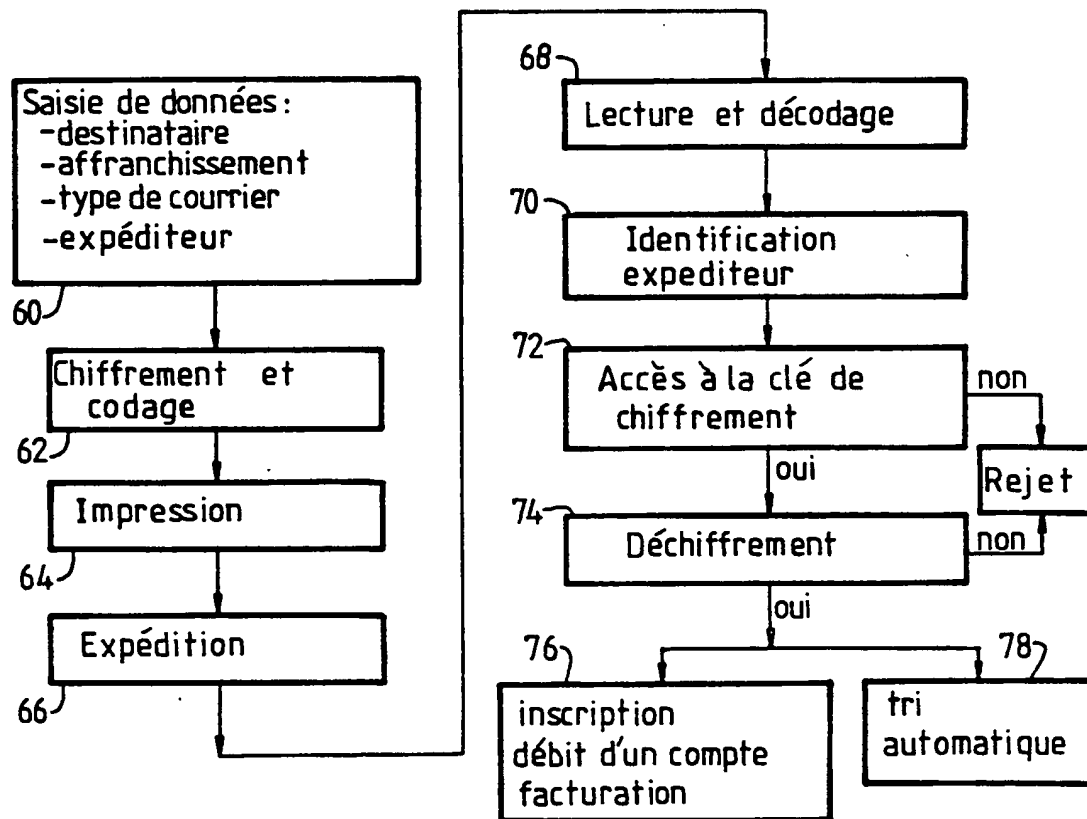 Saisie de données:
-destinataire
-affranchissement
-type de courrier
-expéditeur
60
Chiffrement et
codage
62
Impression
64
Expédition
66
68
Lecture et décodage
70
Identification
expediteur
72
Accès à la clé de
chiffrement
non
oui
Rejet
74
Déchiffrement
non
oui
76
inscription
débit d'un compte
facturation
78
tri
automatique